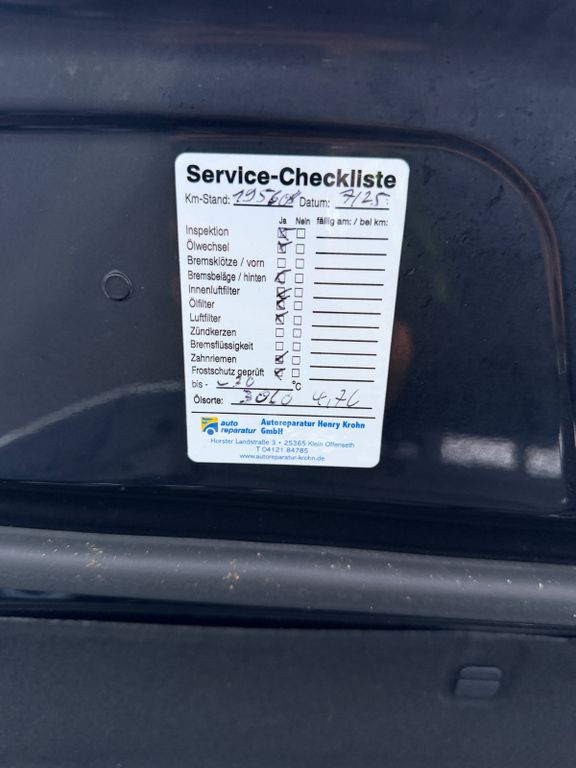 Service-Checkliste
Km-Stand: 195608 Datum: 7/25
Ja Nein fällig am: / bei km:
Inspektion
Ölwechsel
Bremsklötze / vorn
Bremsbeläge / hinten
Innenluftfilter
Ölfilter
Luftfilter
Zündkerzen
Bremsflüssigkeit
Zahnriemen
Frostschutz geprüft
bis - -30 °C
Ölsorte: 4,7L
auto reparatur
Autoreparatur Henry Krohn GmbH
Horster Landstraße 3 • 25365 Klein Offenseth
T 04121 84785
www.autoreparatur-krohn.de